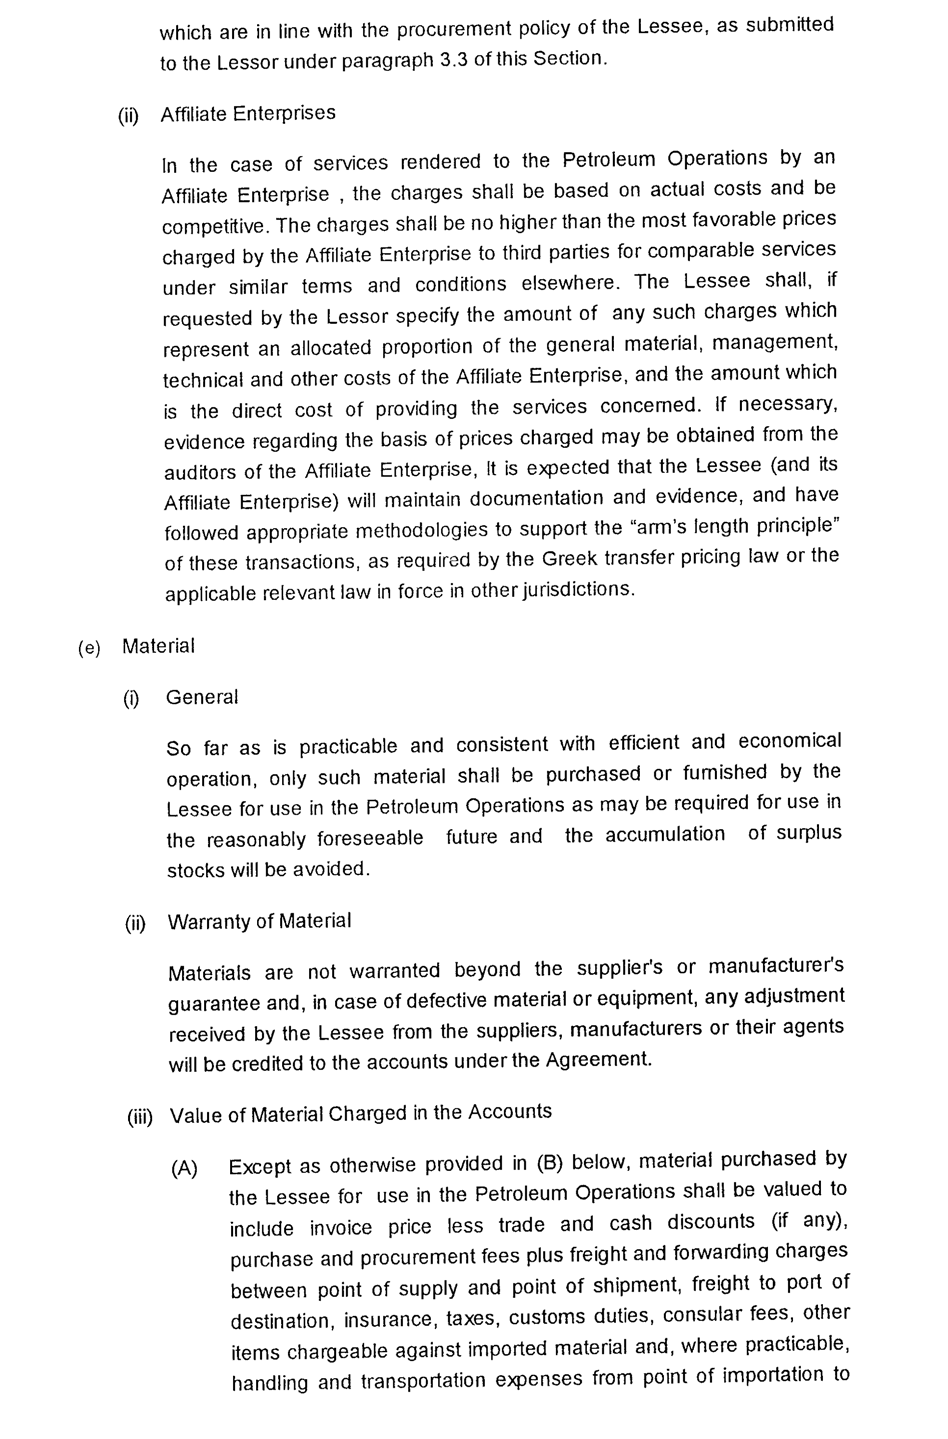 which are in line with the procurement policy of the Lessee, as submitted
to the Lessor under paragraph 3.3 of this Section.
(ii) Affiliate Enterprises
In the case of services rendered to the Petroleum Operations by an
Affiliate Enterprise , the charges shall be based on actual costs and be
competitive. The charges shall be no higher than the most favorable prices
charged by the Affiliate Enterprise to third parties for comparable services
under similar terms and conditions elsewhere. The Lessee shall, if
requested by the Lessor specify the amount of any such charges which
represent an allocated proportion of the general material, management,
technical and other costs of the Affiliate Enterprise, and the amount which
is the direct cost of providing the services concerned. If necessary,
evidence regarding the basis of prices charged may be obtained from the
auditors of the Affiliate Enterprise, It is expected that the Lessee (and its
Affiliate Enterprise) will maintain documentation and evidence, and have
followed appropriate methodologies to support the “arm’s length principle”
of these transactions, as required by the Greek transfer pricing law or the
applicable relevant law in force in other jurisdictions.
(e) Material
(i) General
So far as is practicable and consistent with efficient and economical
operation, only such material shall be purchased or furnished by the
Lessee for use in the Petroleum Operations as may be required for use in
the reasonably foreseeable future and the accumulation of surplus
stocks will be avoided.
(ii) Warranty of Material
Materials are not warranted beyond the supplier's or manufacturer's
guarantee and, in case of defective material or equipment, any adjustment
received by the Lessee from the suppliers, manufacturers or their agents
will be credited to the accounts under the Agreement.
(iii) Value of Material Charged in the Accounts
(A) Except as otherwise provided in (B) below, material purchased by
the Lessee for use in the Petroleum Operations shall be valued to
include invoice price less trade and cash discounts (if any),
purchase and procurement fees plus freight and forwarding charges
between point of supply and point of shipment, freight to port of
destination, insurance, taxes, customs duties, consular fees, other
items chargeable against imported material and, where practicable,
handling and transportation expenses from point of importation to